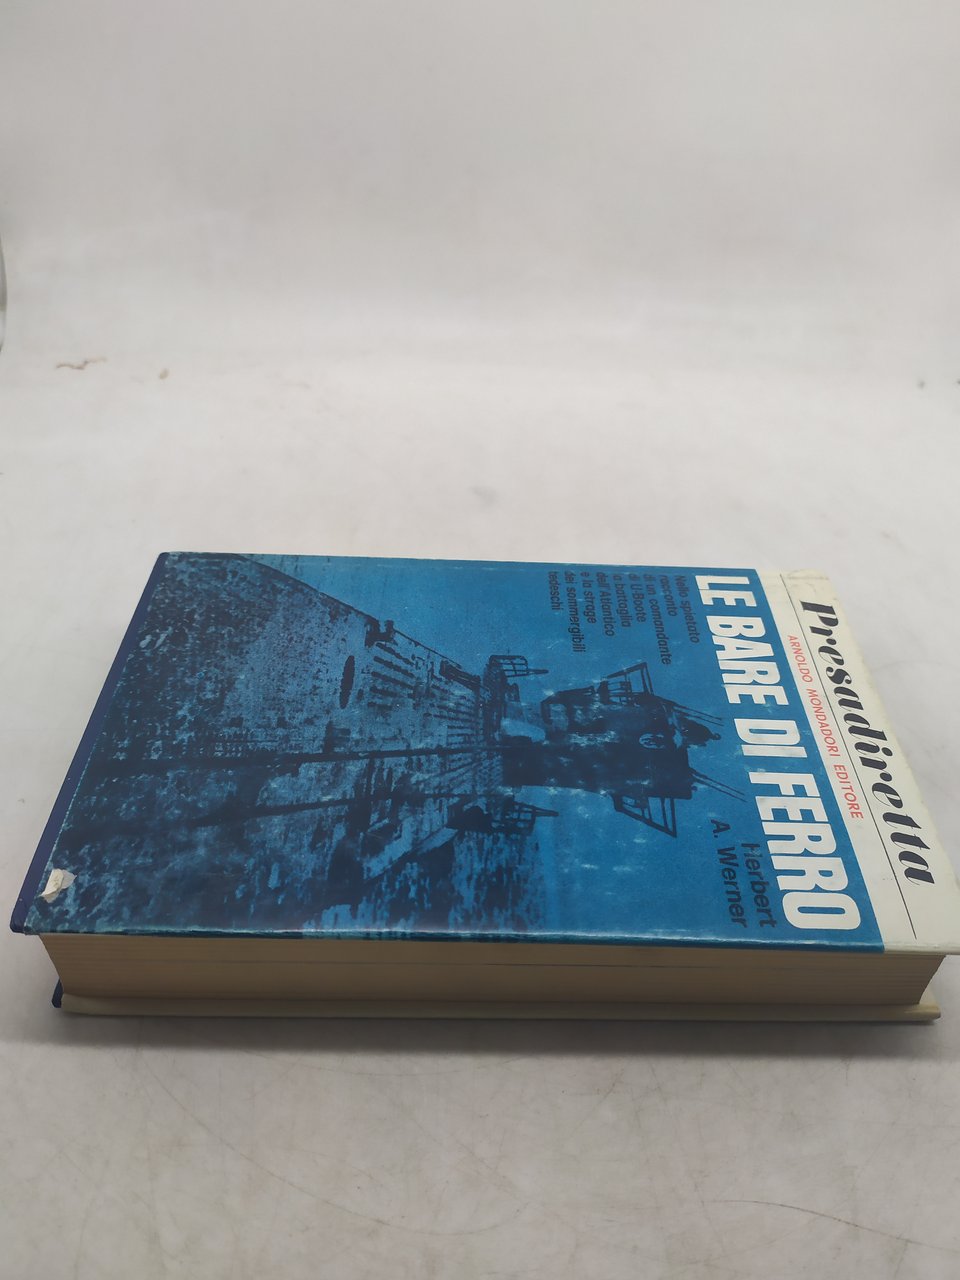 Presadiretta
ARNOLDO MONDADORI EDITORE
LE BARE DI FERRO
Herbert
A. Werner
Nello spietato
racconto
di un comandante
di U-Boote
la battaglia
dell'Atlantico
e la strage
dei sommergibili
tedeschi